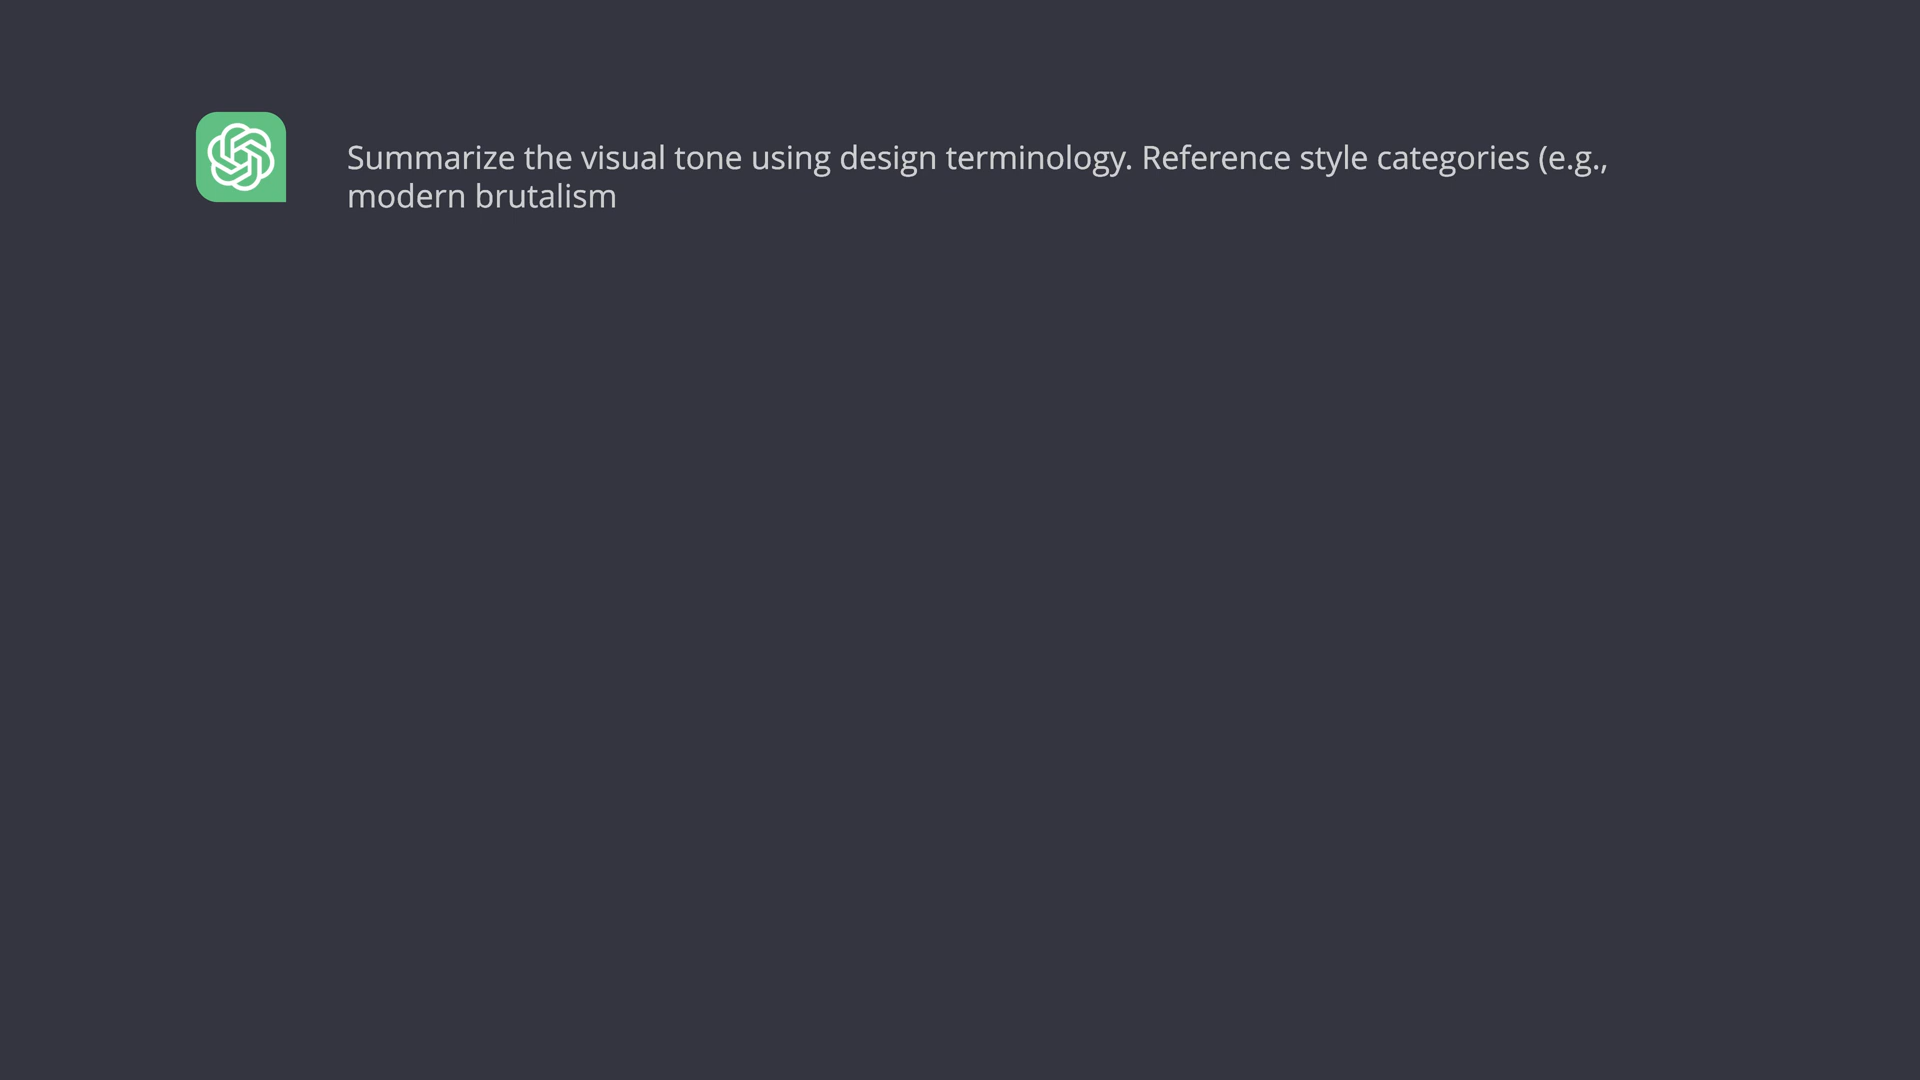 Summarize the visual tone using design terminology. Reference style categories (e.g.,
modern brutalism